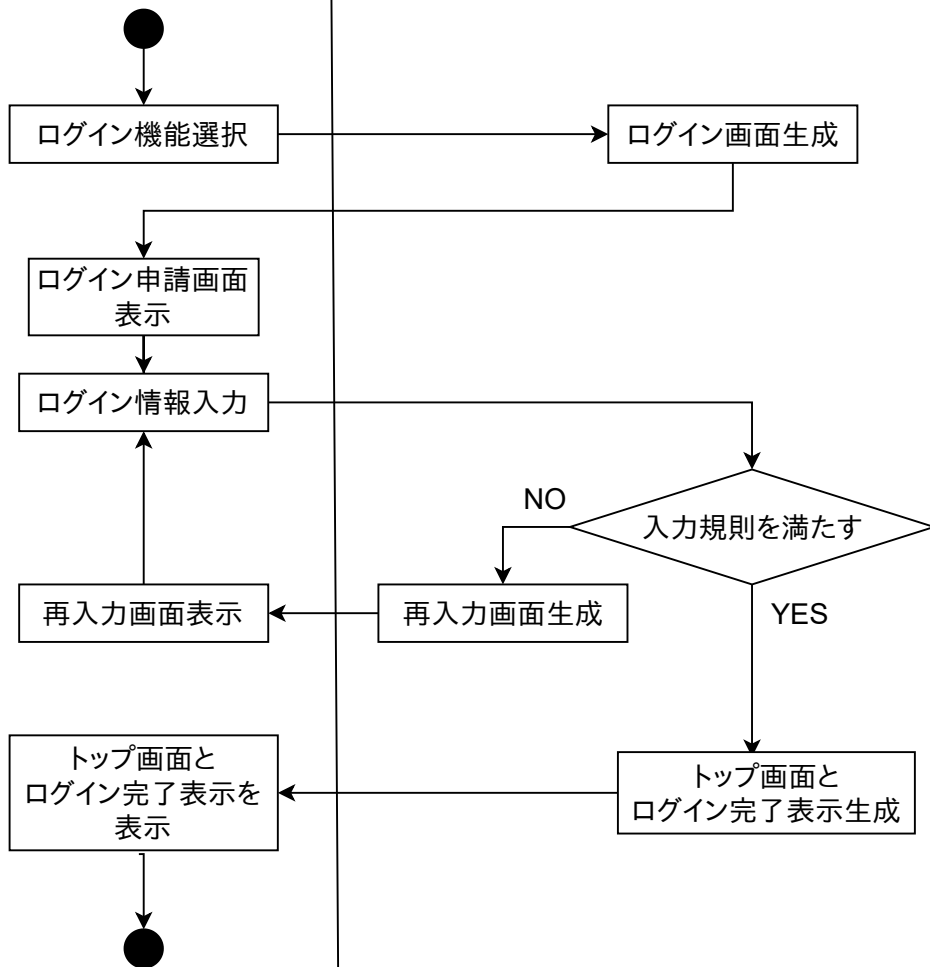 ログイン機能選択
ログイン画面生成
ログイン申請画面
表示
ログイン情報入力
入力規則を満たす
NO
YES
再入力画面生成
再入力画面表示
トップ画面と
ログイン完了表示生成
トップ画面と
ログイン完了表示を
表示